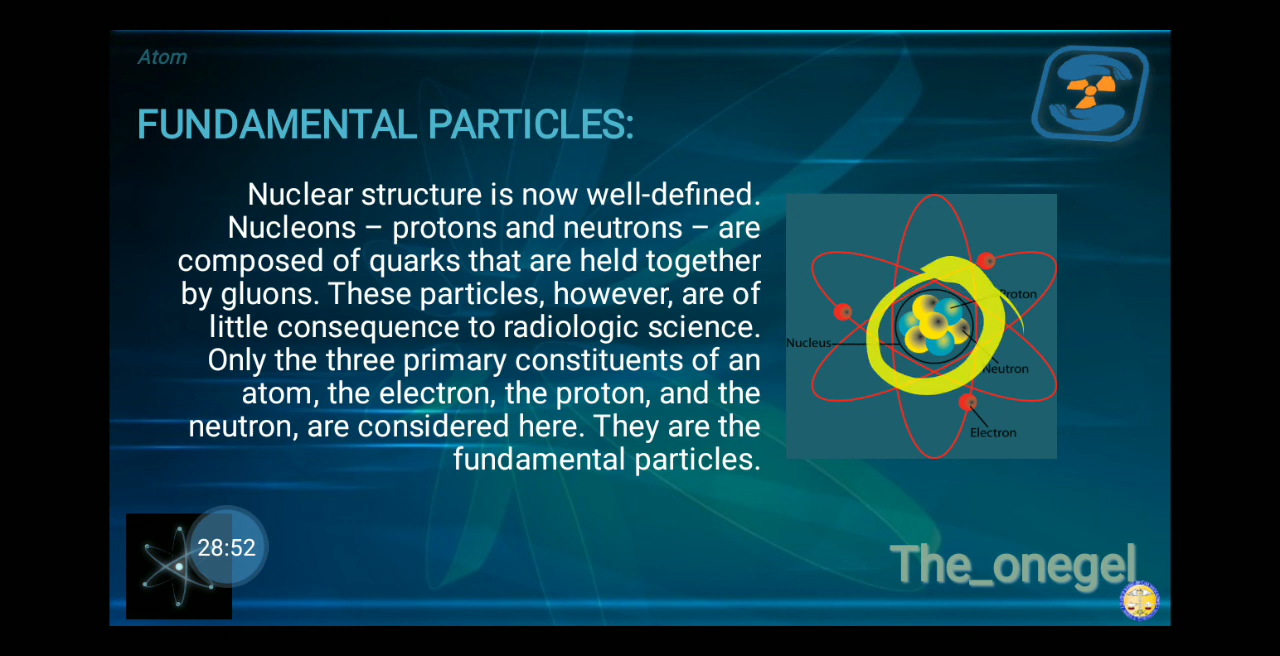 Atom
FUNDAMENTAL PARTICLES:
Nuclear structure is now well-defined.
Nucleons – protons and neutrons – are
composed of quarks that are held together
by gluons. These particles, however, are of
little consequence to radiologic science.
Only the three primary constituents of an
atom, the electron, the proton, and the
neutron, are considered here. They are the
fundamental particles.
Proton
Nucleus
Neutron
Electron
28:52
The_onegel